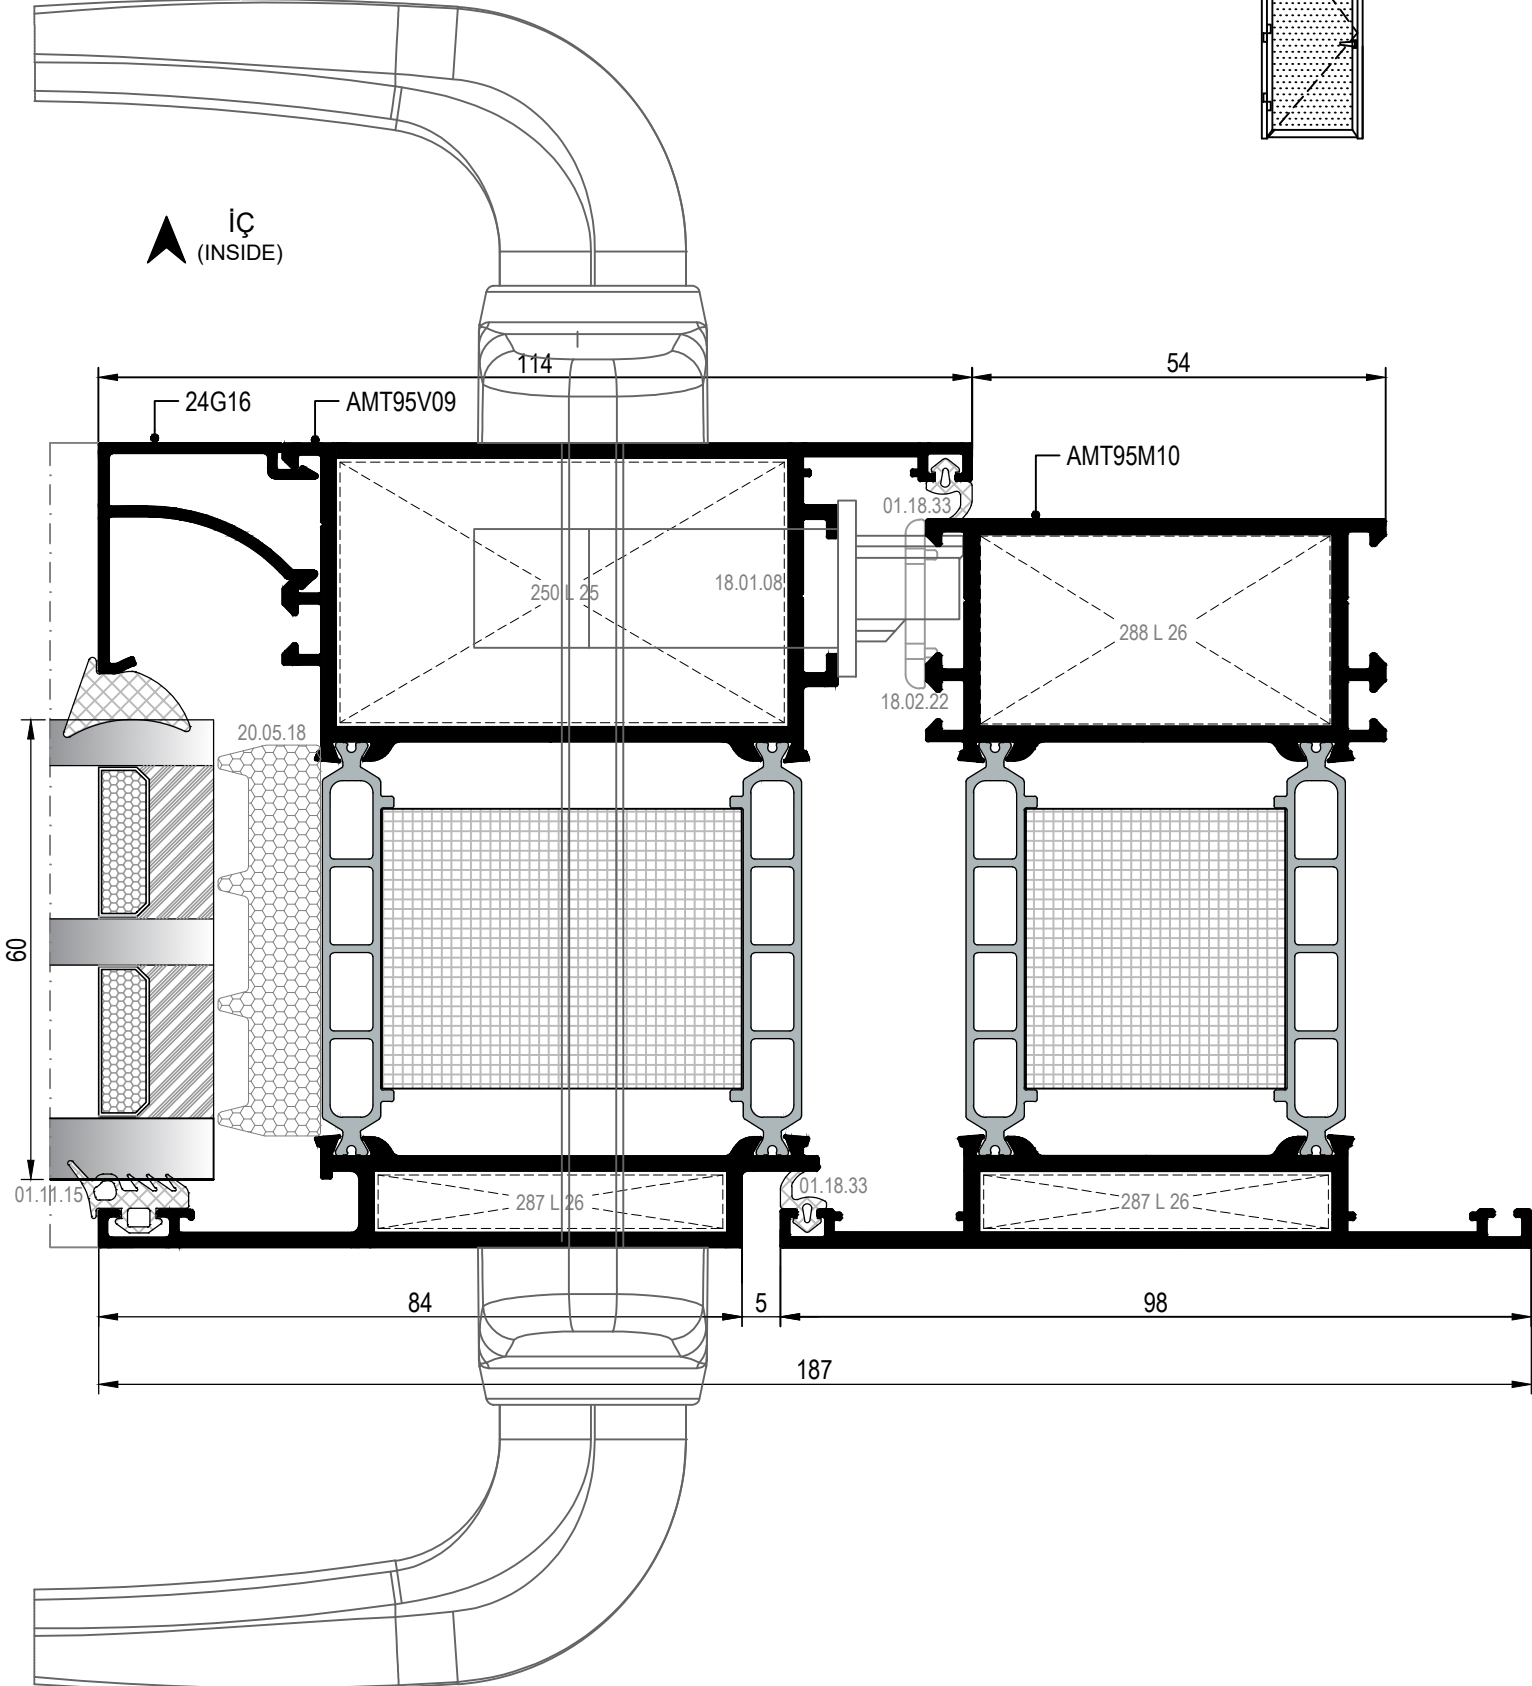 İÇ
(INSIDE)
114
54
24G16
AMT95V09
AMT95M10
01.18.33
250 L 25
18.01.08
288 L 26
18.02.22
20.05.18
60
01.11.15
287 L 26
01.18.33
287 L 26
84
5
98
187